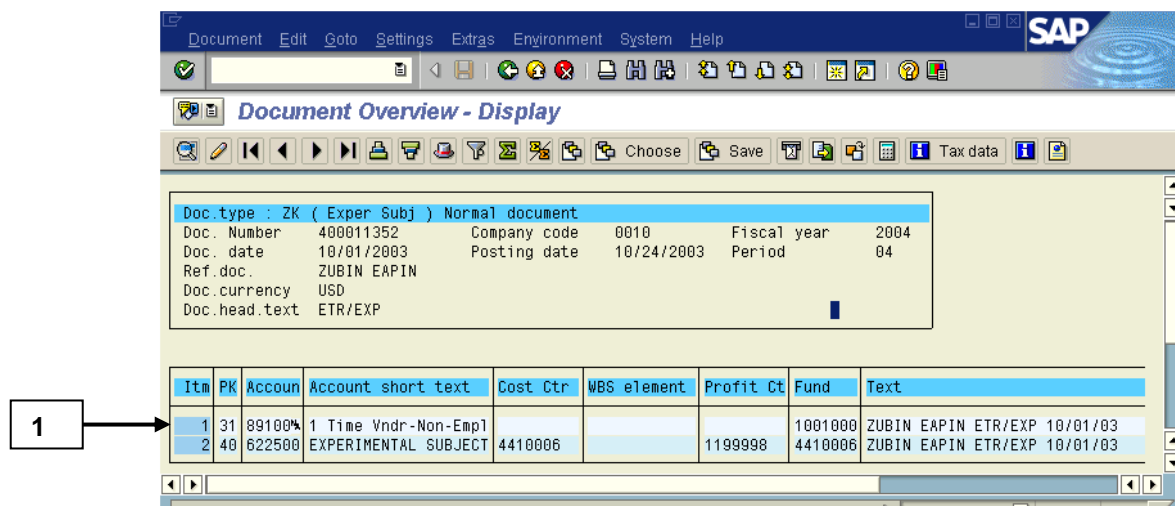 Document Edit Goto Settings Extras Environment System Help
SAP
Document Overview - Display
Choose Save Tax data
Doc.type : ZK ( Exper Subj ) Normal document
Doc. Number 400011352 Company code 0010 Fiscal year 2004
Doc. date 10/01/2003 Posting date 10/24/2003 Period 04
Ref.doc. ZUBIN EAPIN
Doc.currency USD
Doc.head.text ETR/EXP
Itm PK Accoun Account short text Cost Ctr WBS element Profit Ct Fund Text
1 1 31 89100 1 Time Vndr-Non-Empl 1001000 ZUBIN EAPIN ETR/EXP 10/01/03
2 40 622500 EXPERIMENTAL SUBJECT 4410006 1199998 4410006 ZUBIN EAPIN ETR/EXP 10/01/03